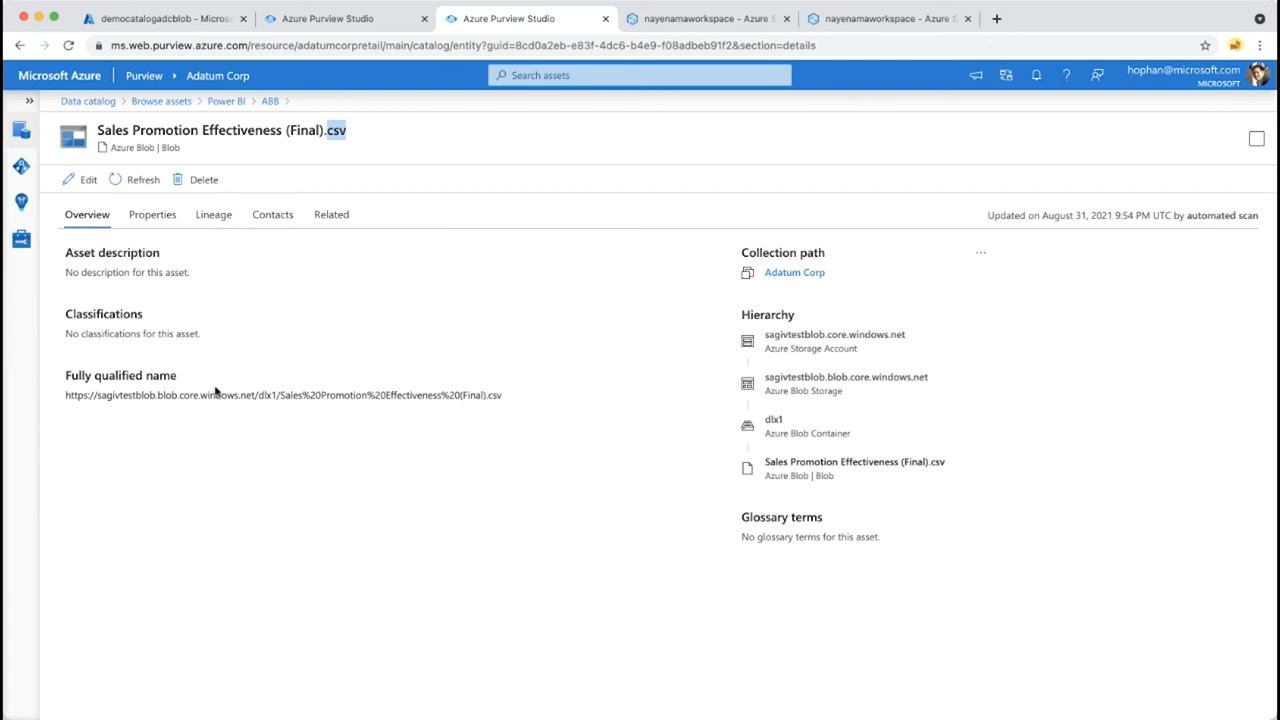 democatalogadcblob - Microso
Azure Purview Studio
Azure Purview Studio
nayenamaworkspace - Azure S
nayenamaworkspace - Azure S
ms.web.purview.azure.com/resource/adatumcorpretail/main/catalog/entity?guid=8cd0a2eb-e83f-4dc6-b4e9-f08adbeb91f2&section=details
Microsoft Azure
Purview
Adatum Corp
Search assets
hophan@microsoft.com
MICROSOFT
Data catalog > Browse assets > Power BI > ABB >
Sales Promotion Effectiveness (Final).csv
Azure Blob | Blob
Edit
Refresh
Delete
Overview
Properties
Lineage
Contacts
Related
Updated on August 31, 2021 9:54 PM UTC by automated scan
Asset description
No description for this asset.
Classifications
No classifications for this asset.
Fully qualified name
https://sagivtestblob.blob.core.windows.net/dlx1/Sales%20Promotion%20Effectiveness%20(Final).csv
Collection path
...
Adatum Corp
Hierarchy
sagivtestblob.core.windows.net
Azure Storage Account
sagivtestblob.blob.core.windows.net
Azure Blob Storage
dlx1
Azure Blob Container
Sales Promotion Effectiveness (Final).csv
Azure Blob | Blob
Glossary terms
No glossary terms for this asset.